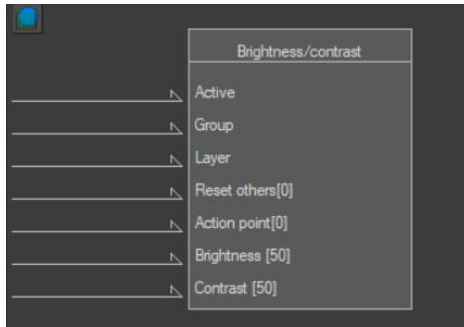 Brightness/contrast
Active
Group
Layer
Reset others[0]
Action point[0]
Brightness [50]
Contrast [50]